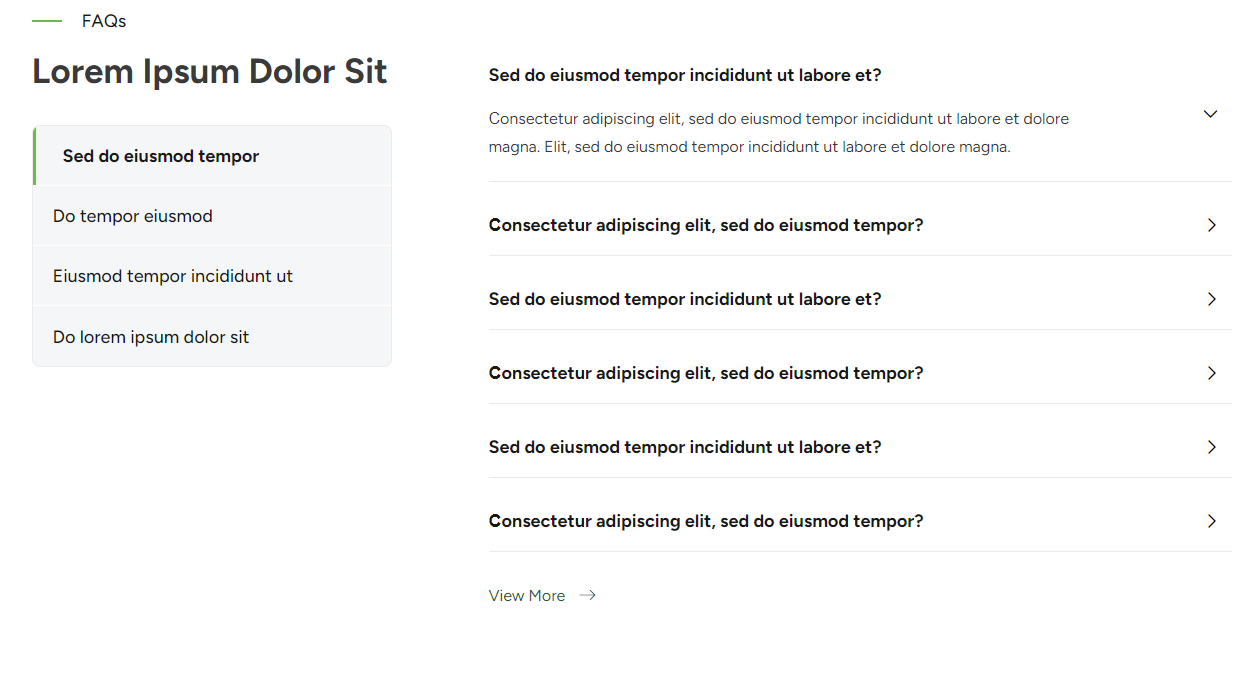 FAQs
Lorem Ipsum Dolor Sit
Sed do eiusmod tempor
Do tempor eiusmod
Eiusmod tempor incididunt ut
Do lorem ipsum dolor sit
Sed do eiusmod tempor incididunt ut labore et?
Consectetur adipiscing elit, sed do eiusmod tempor incididunt ut labore et dolore
magna. Elit, sed do eiusmod tempor incididunt ut labore et dolore magna.
Consectetur adipiscing elit, sed do eiusmod tempor?
Sed do eiusmod tempor incididunt ut labore et?
Consectetur adipiscing elit, sed do eiusmod tempor?
Sed do eiusmod tempor incididunt ut labore et?
Consectetur adipiscing elit, sed do eiusmod tempor?
View More